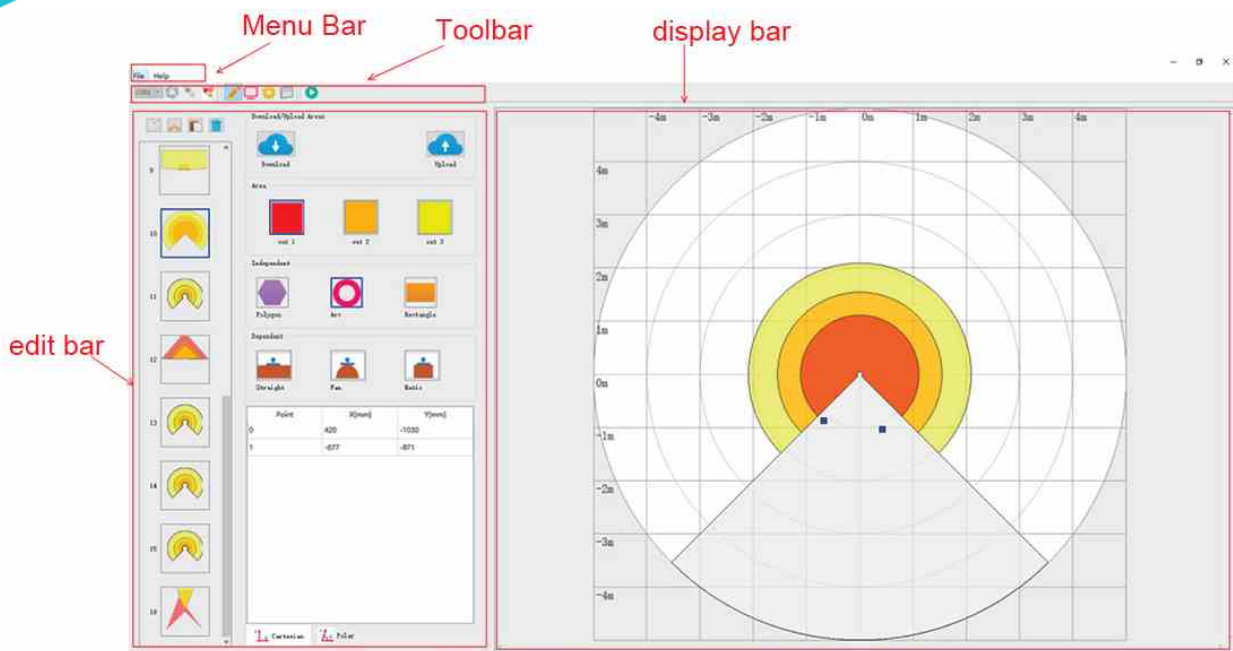 Menu Bar
Toolbar
display bar
File Help
Download/Upload Areas
Download
Upload
Area
out 1
out 2
out 3
Independent
Polygon
Arc
Rectangle
Dependent
Straight
Fan
Ratio
edit bar
9
10
11
12
13
14
15
16
Point X(mm) Y(mm)
0 420 -1030
1 -677 -871
Cartesian
Polar
-4m -3m -2m -1m 0m 1m 2m 3m 4m
4m
3m
2m
1m
0m
-1m
-2m
-3m
-4m